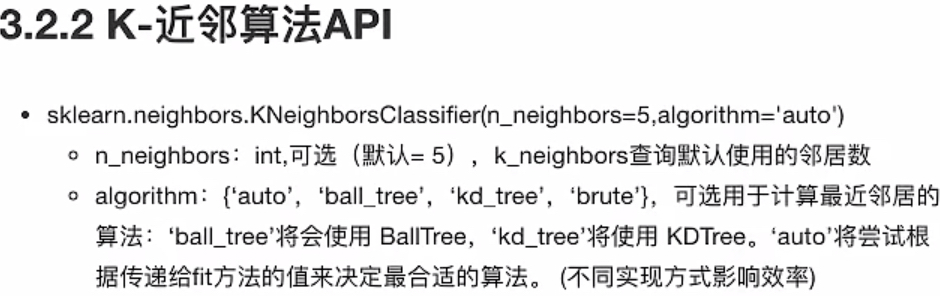 3.2.2 K-近邻算法API
• sklearn.neighbors.KNeighborsClassifier(n_neighbors=5,algorithm='auto')
◦ n_neighbors：int,可选（默认= 5），k_neighbors查询默认使用的邻居数
◦ algorithm：{‘auto’，‘ball_tree’，‘kd_tree’，‘brute’}，可选用于计算最近邻居的
算法：‘ball_tree’将会使用 BallTree，‘kd_tree’将使用 KDTree。‘auto’将尝试根
据传递给fit方法的值来决定最合适的算法。 (不同实现方式影响效率)